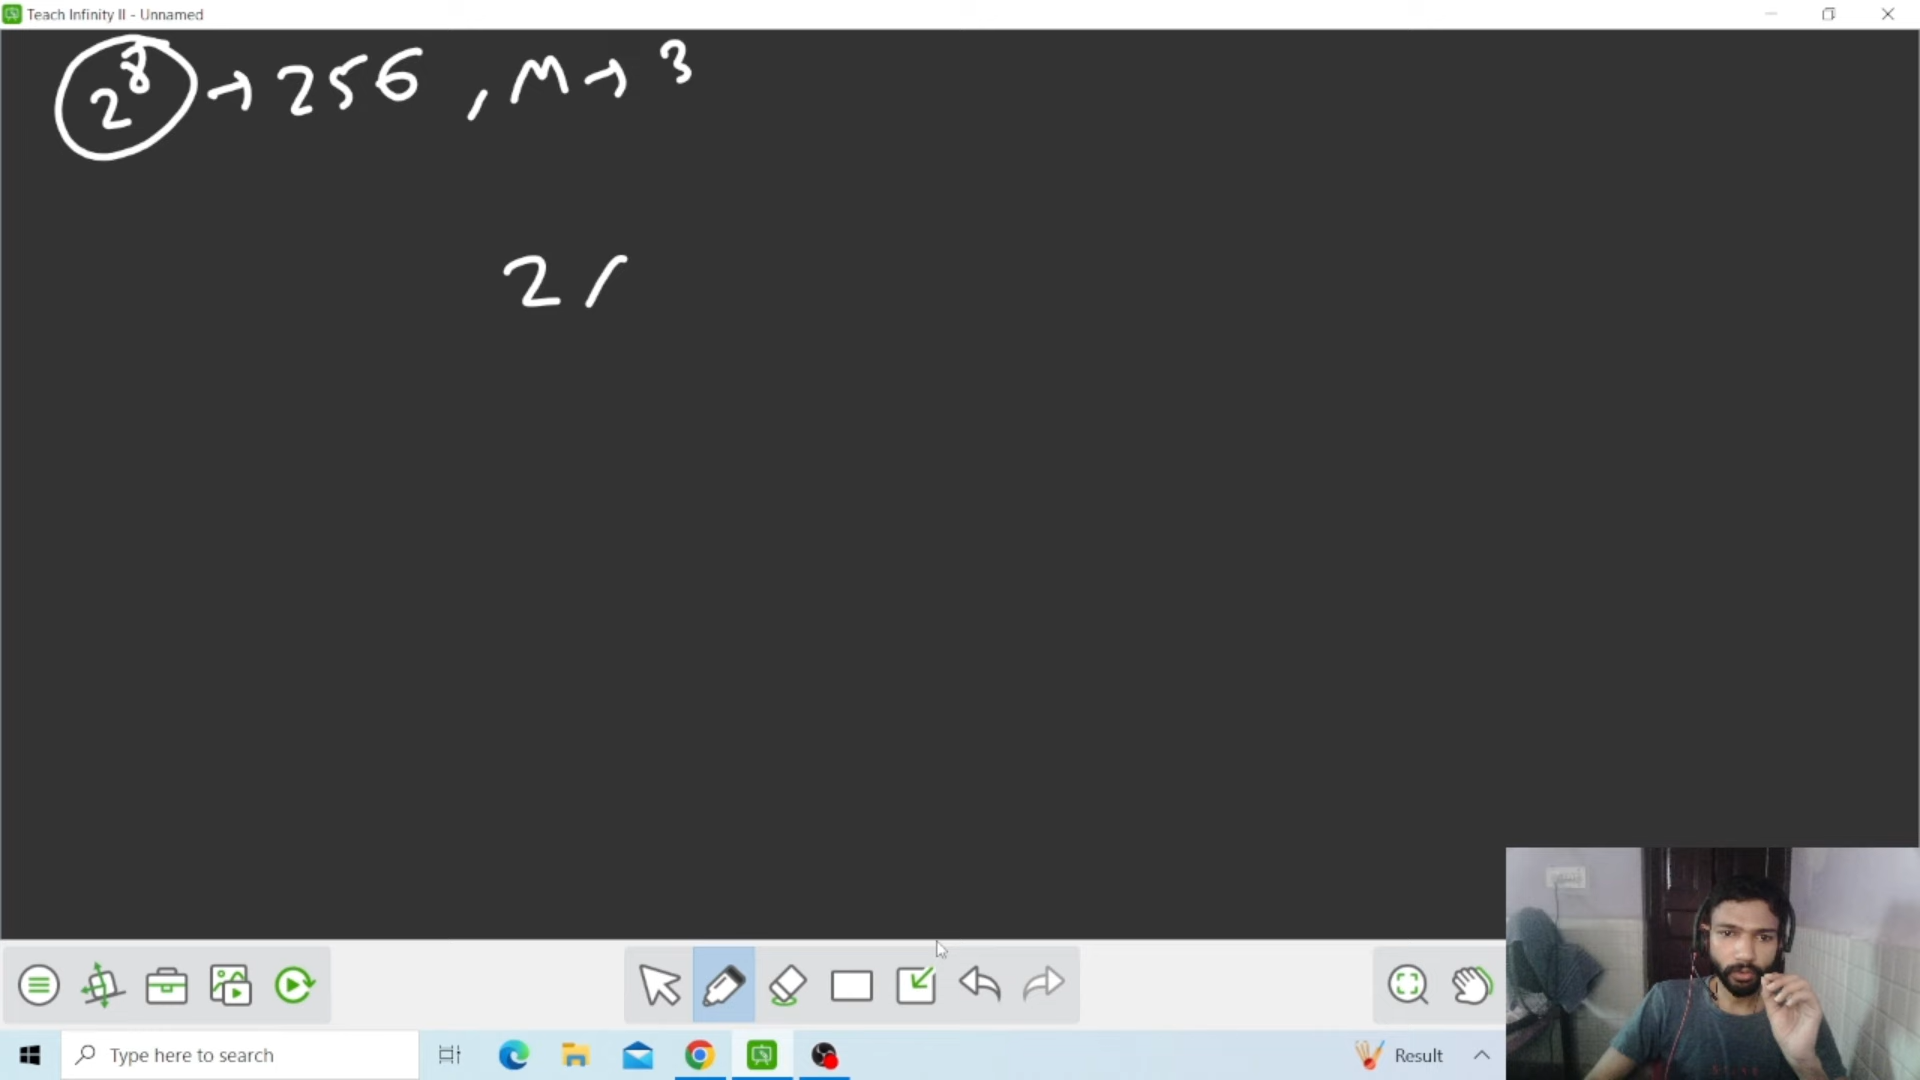 Teach Infinity II - Unnamed
2⁸ → 256 , M → 3
2 /
Type here to search
Result